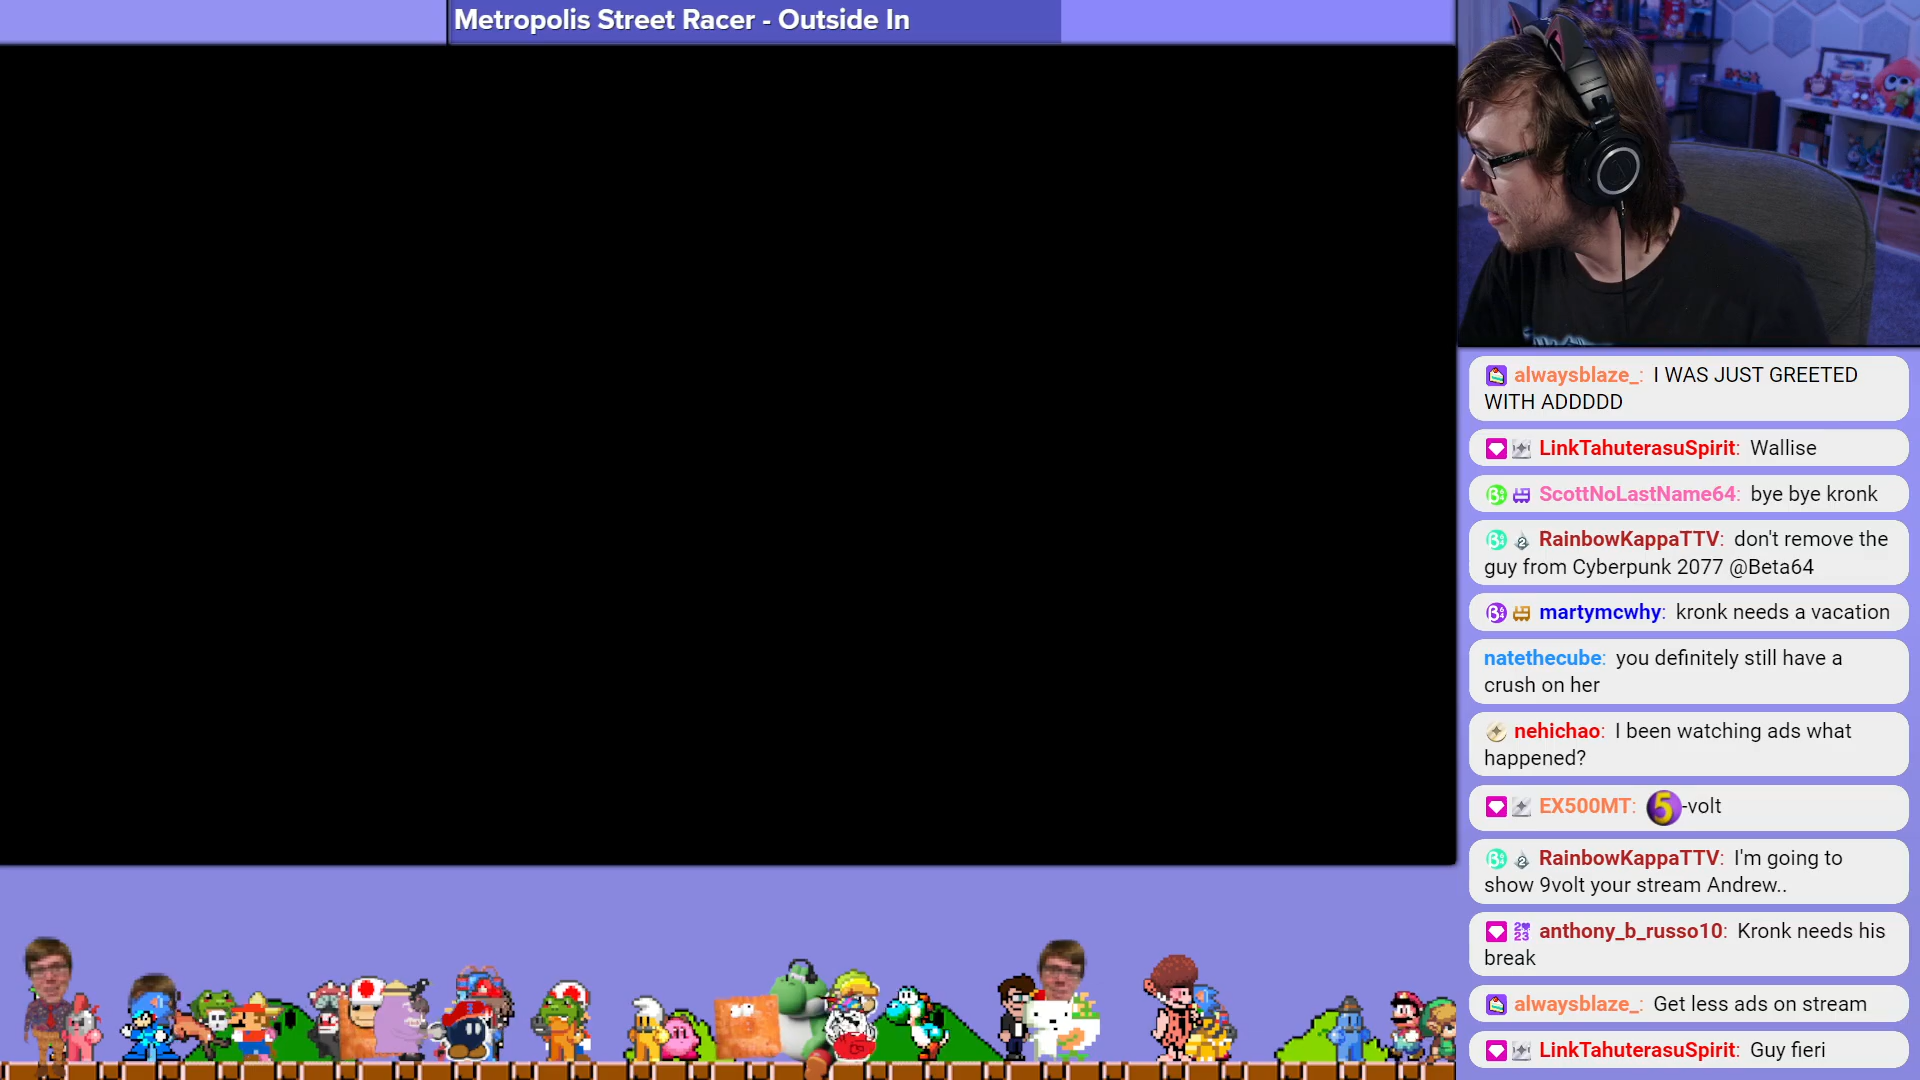 Metropolis Street Racer - Outside In
alwaysblaze_: I WAS JUST GREETED
WITH ADDDDD
LinkTahuterasuSpirit: Wallise
ScottNoLastName64: bye bye kronk
RainbowKappaTTV: don't remove the
guy from Cyberpunk 2077 @Beta64
martymcwhy: kronk needs a vacation
natethecube: you definitely still have a
crush on her
nehichao: I been watching ads what
happened?
EX500MT: 5-volt
RainbowKappaTTV: I'm going to
show 9volt your stream Andrew..
anthony_b_russo10: Kronk needs his
break
alwaysblaze_: Get less ads on stream
LinkTahuterasuSpirit: Guy fieri